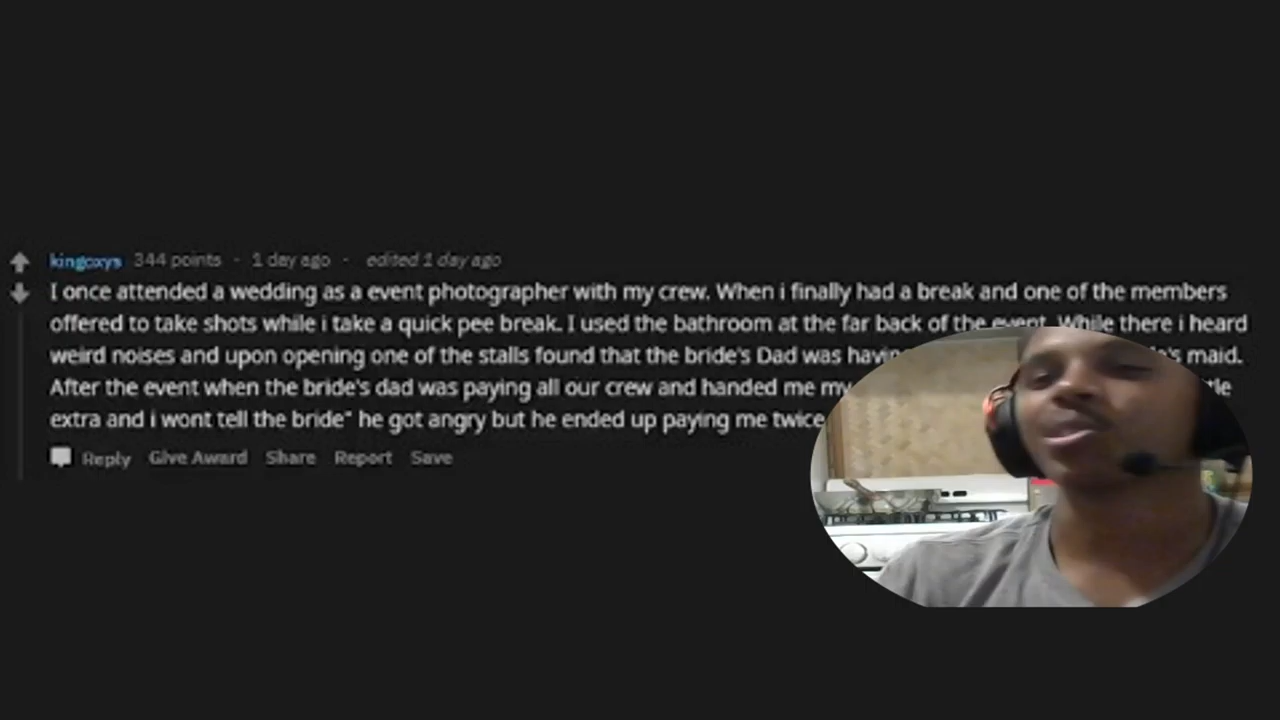 kingoxys 344 points · 1 day ago · edited 1 day ago
I once attended a wedding as a event photographer with my crew. When i finally had a break and one of the members
offered to take shots while i take a quick pee break. I used the bathroom at the far back of the event. While there i heard
weird noises and upon opening one of the stalls found that the bride's Dad was maid.
After the event when the bride's dad was paying all our crew and handed me my
extra and i wont tell the bride" he got angry but he ended up paying me twice
Reply Give Award Share Report Save